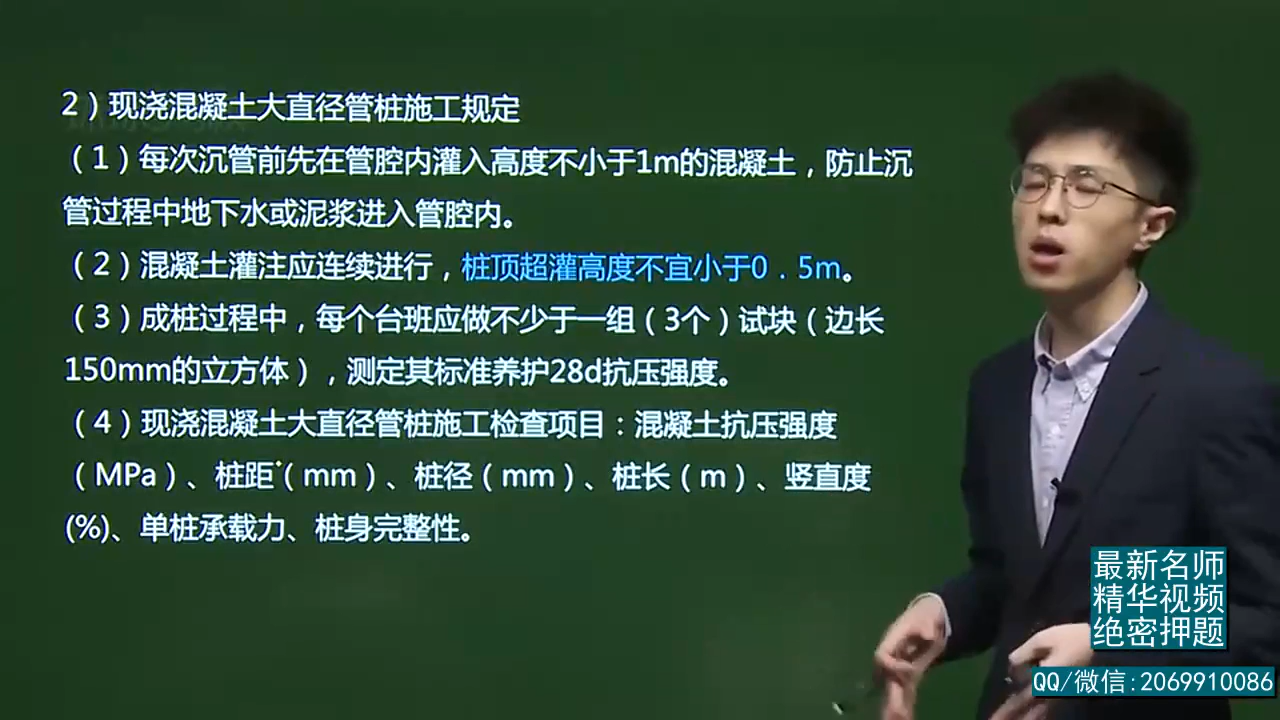 2）现浇混凝土大直径管桩施工规定
（1）每次沉管前先在管腔内灌入高度不小于1m的混凝土，防止沉
管过程中地下水或泥浆进入管腔内。
（2）混凝土灌注应连续进行，桩顶超灌高度不宜小于0．5m。
（3）成桩过程中，每个台班应做不少于一组（3个）试块（边长
150mm的立方体），测定其标准养护28d抗压强度。
（4）现浇混凝土大直径管桩施工检查项目：混凝土抗压强度
（MPa）、桩距（mm）、桩径（mm）、桩长（m）、竖直度
(%)、单桩承载力、桩身完整性。
最新名师
精华视频
绝密押题
QQ/微信:2069910086